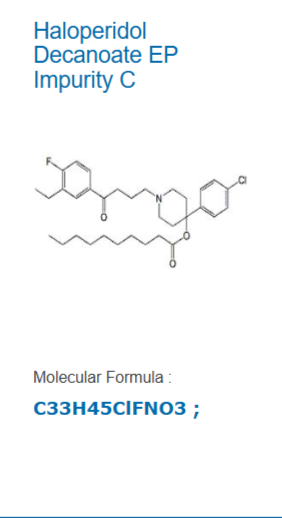 Haloperidol
Decanoate EP
Impurity C
F
Cl
N
O
O
O
Molecular Formula :
C33H45ClFNO3 ;